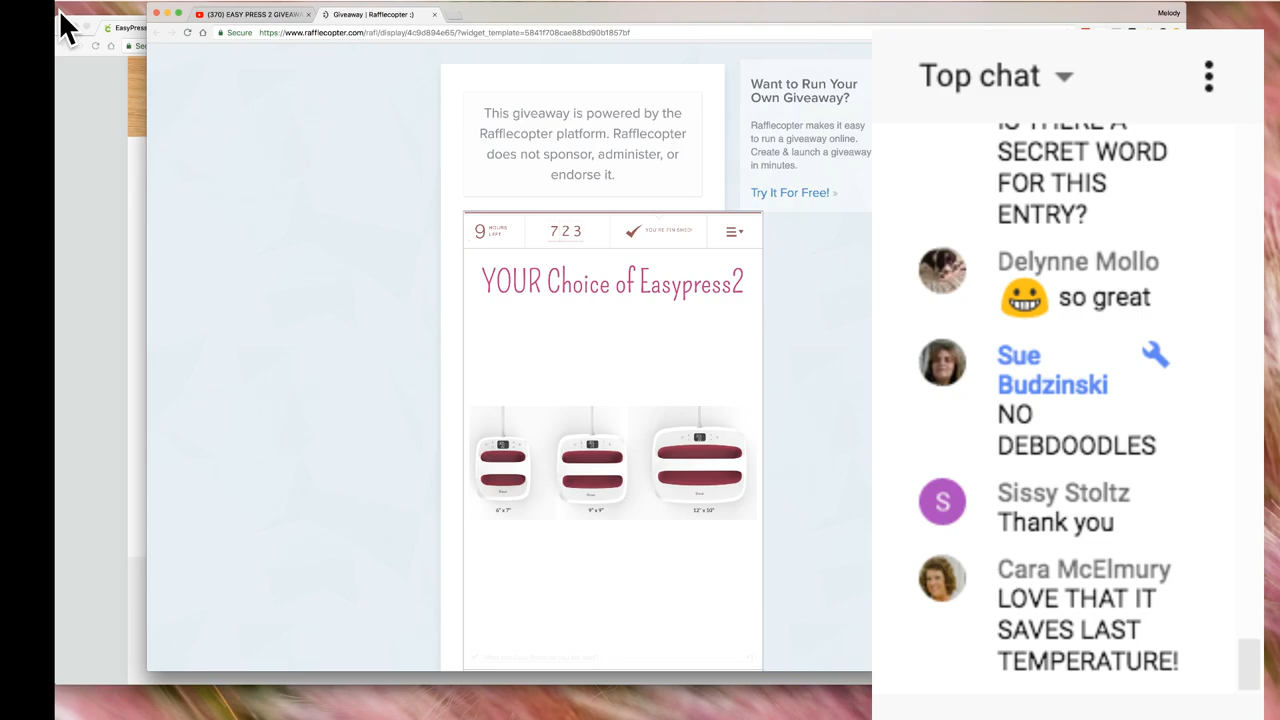 (370) EASY PRESS 2 GIVEAWA
Giveaway | Rafflecopter :)
Melody
EasyPress
Secure
https://www.rafflecopter.com/rafl/display/4c9d894e65/?widget_template=5841f708cae88bd90b1857bf
Want to Run Your
Own Giveaway?
Rafflecopter makes it easy
to run a giveaway online.
Create & launch a giveaway
in minutes.
Try It For Free! »
This giveaway is powered by the
Rafflecopter platform. Rafflecopter
does not sponsor, administer, or
endorse it.
9 HOURS
LEFT
723
YOU'RE FINISHED!
YOUR Choice of Easypress2
6" x 7"
9" x 9"
12" x 10"
Top chat
IS THERE A
SECRET WORD
FOR THIS
ENTRY?
Delynne Mollo
so great
Sue
Budzinski
NO
DEBDOODLES
S
Sissy Stoltz
Thank you
Cara McElmury
LOVE THAT IT
SAVES LAST
TEMPERATURE!